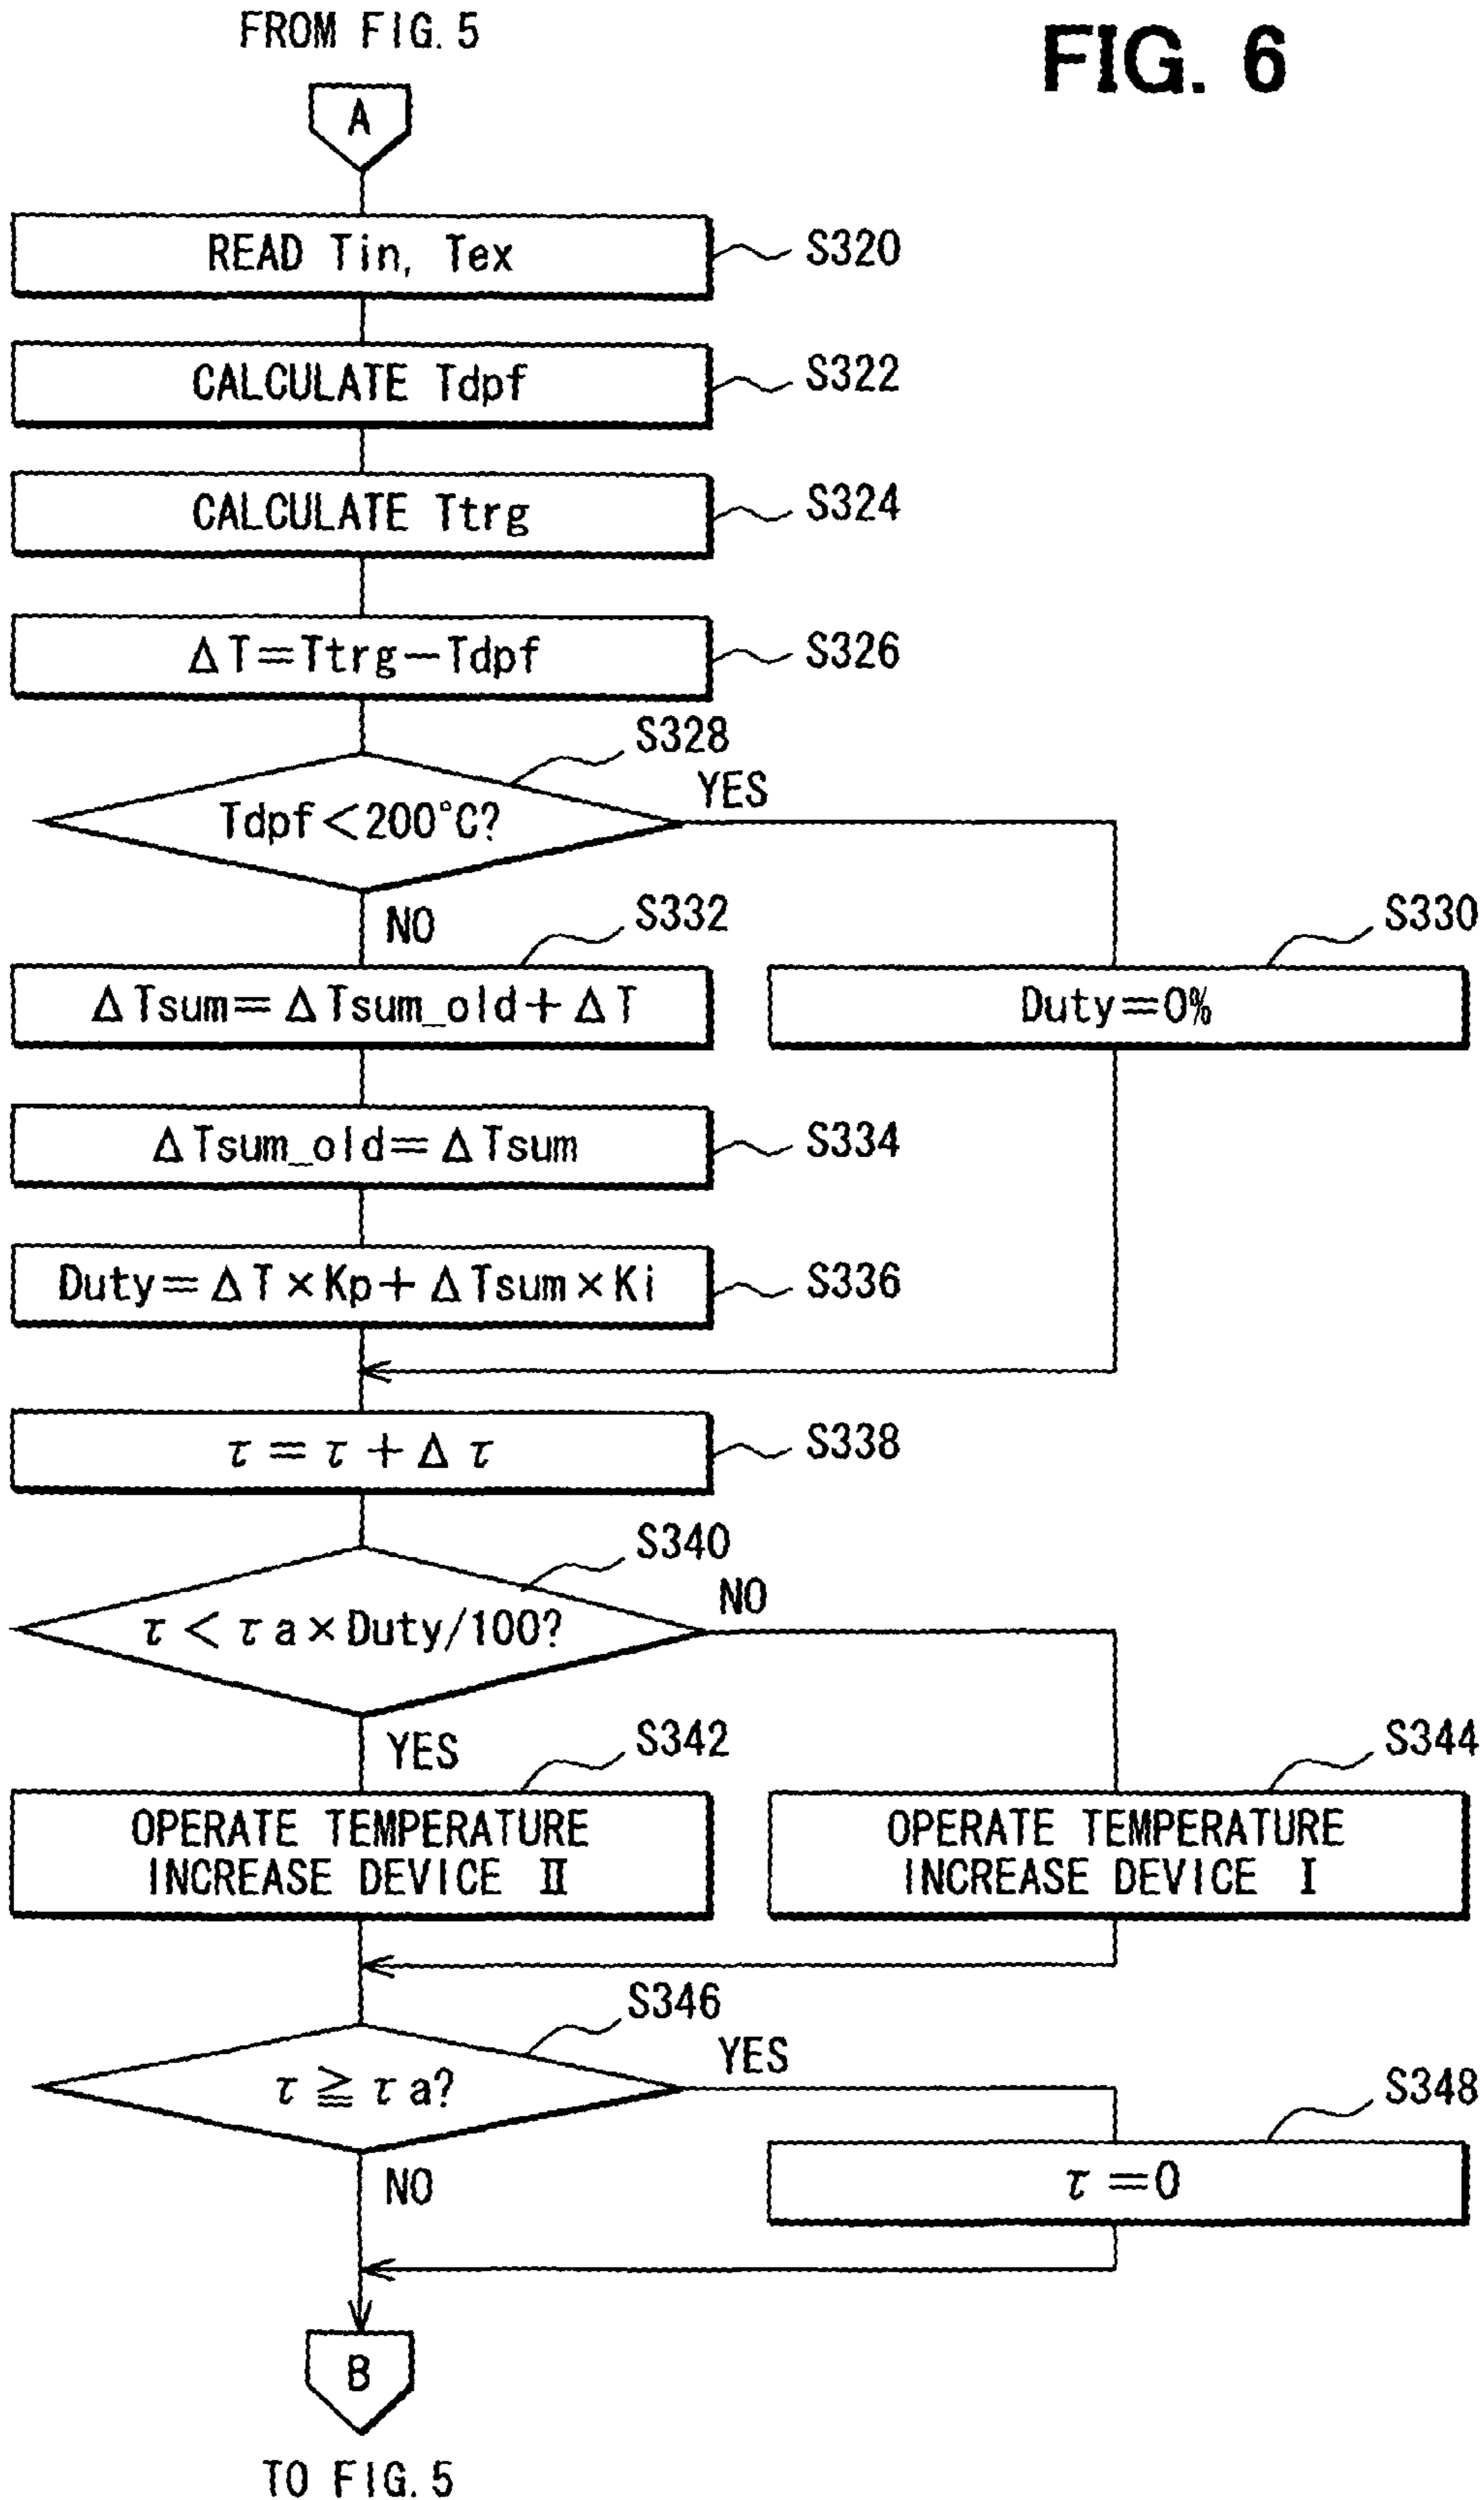 FROM FIG. 5
FIG. 6
A
READ Tin, Tex
S320
CALCULATE Tdpf
S322
CALCULATE Ttrg
S324
ΔT=Ttrg−Tdpf
S326
S328
Tdpf<200°C?
YES
NO
S332
S330
ΔTsum=ΔTsum_old+ΔT
Duty=0%
ΔTsum_old=ΔTsum
S334
Duty=ΔT×Kp+ΔTsum×Ki
S336
τ=τ+Δτ
S338
S340
τ<τa×Duty/100?
NO
YES
S342
S344
OPERATE TEMPERATURE
INCREASE DEVICE Ⅱ
OPERATE TEMPERATURE
INCREASE DEVICE Ⅰ
S346
τ≧τa?
YES
S348
NO
τ=0
B
TO FIG. 5